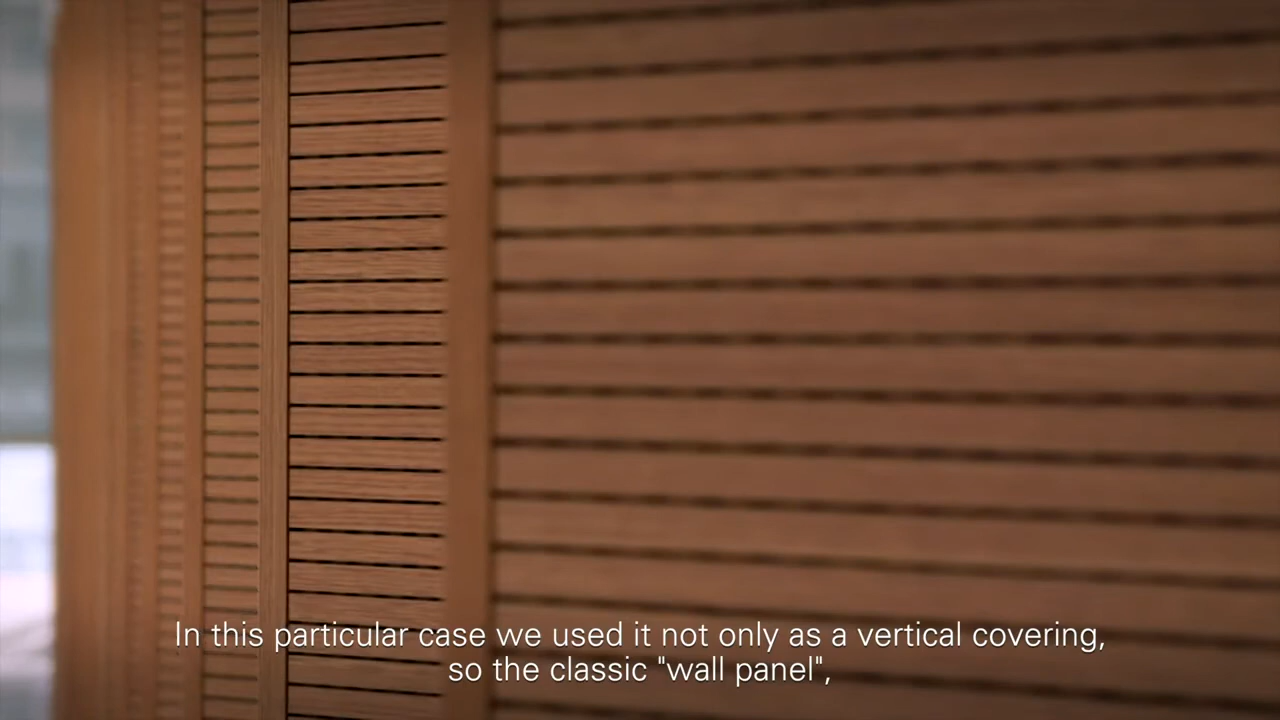 In this particular case we used it not only as a vertical covering,
so the classic "wall panel",